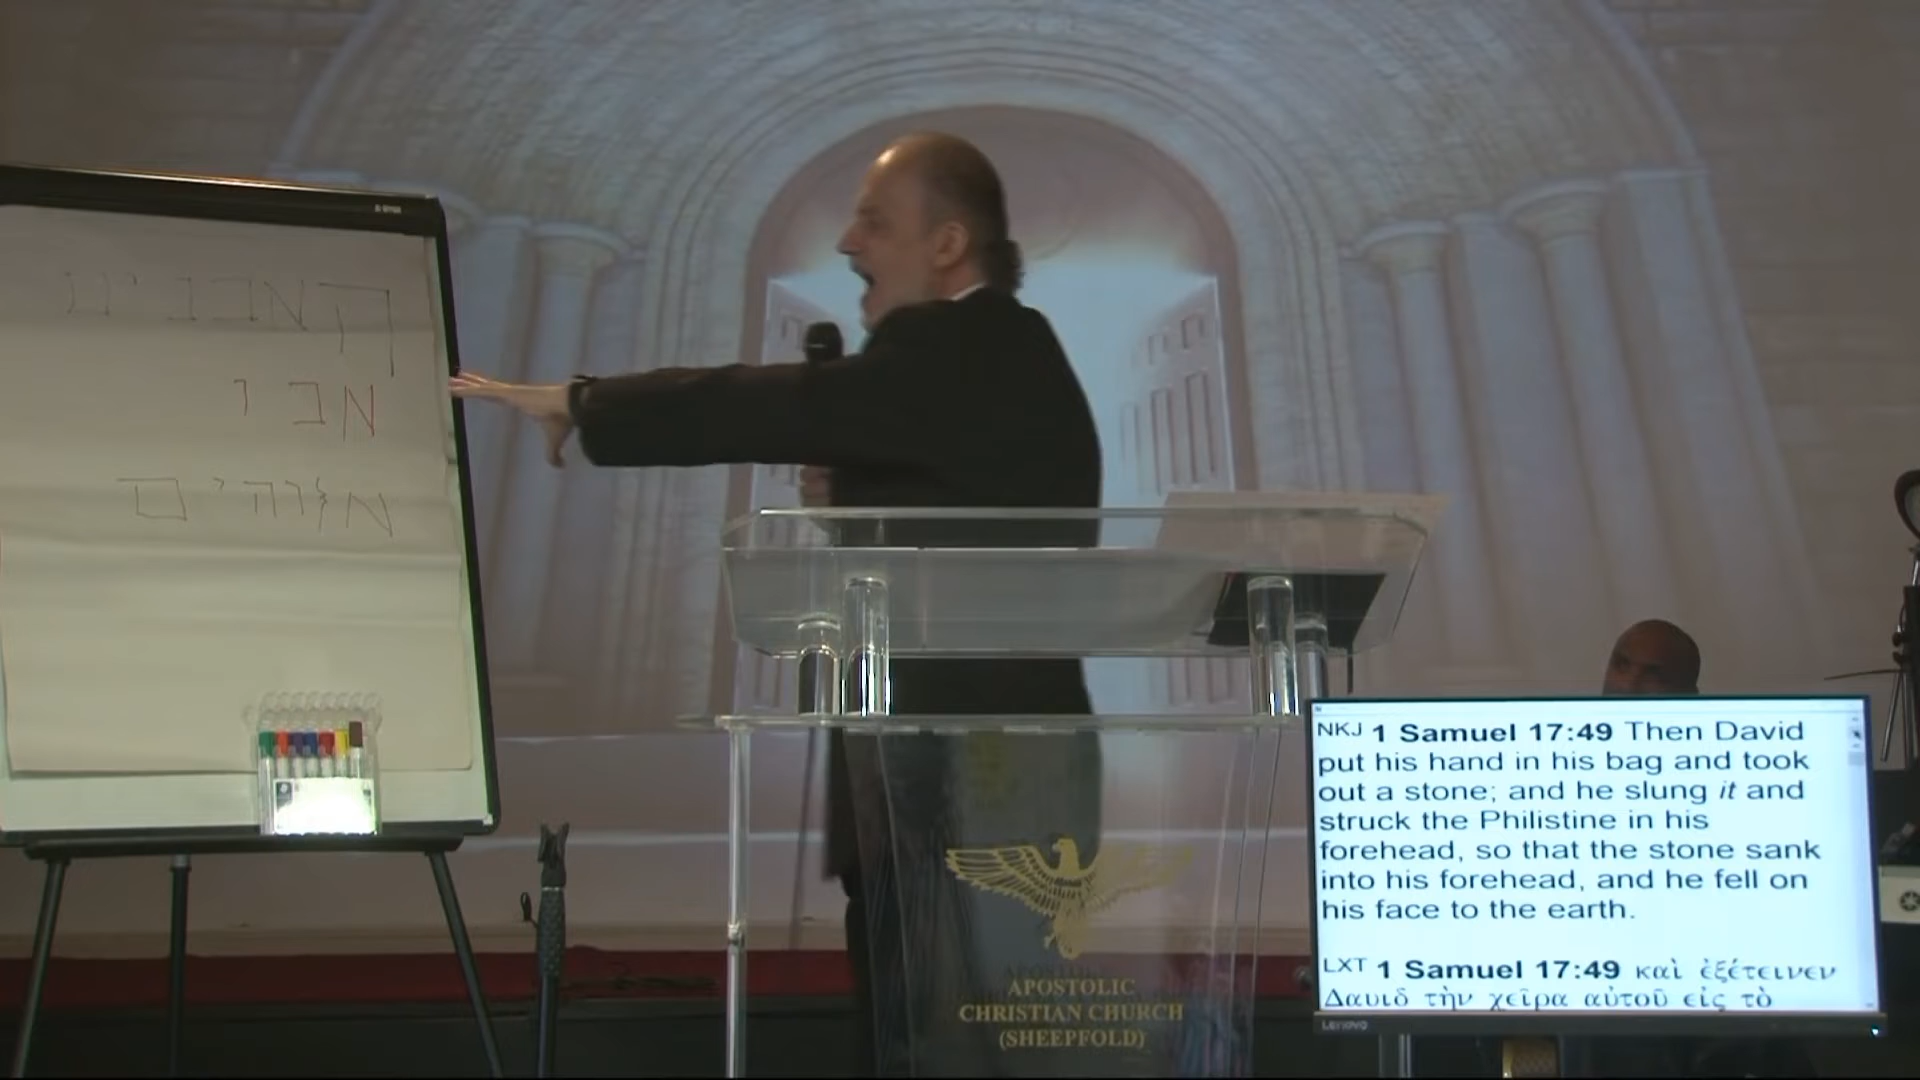 האבנים
אבי
אלהים
APOSTOLIC
CHRISTIAN CHURCH
(SHEEPFOLD)
NKJ 1 Samuel 17:49 Then David
put his hand in his bag and took
out a stone; and he slung it and
struck the Philistine in his
forehead, so that the stone sank
into his forehead, and he fell on
his face to the earth.
LXT 1 Samuel 17:49 καὶ ἐξέτεινεν
Δαυιδ τὴν χεῖρα αὐτοῦ εἰς τὸ
Lenovo